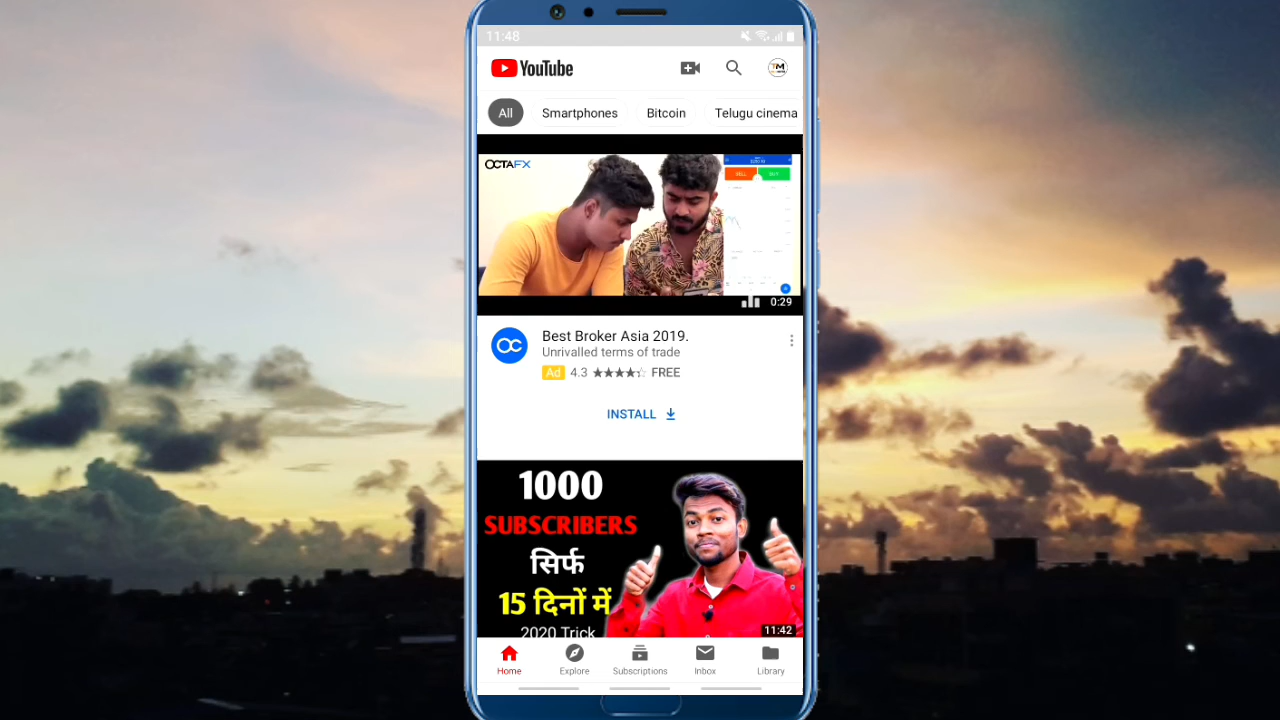 11:48
YouTube
TM
All
Smartphones
Bitcoin
Telugu cinema
OCTAFX
SELL
BUY
0:29
Best Broker Asia 2019.
Unrivalled terms of trade
Ad 4.3 ★★★★☆ FREE
INSTALL
1000
SUBSCRIBERS
सिर्फ
15 दिनों में
2020 Trick
11:42
Home
Explore
Subscriptions
Inbox
Library